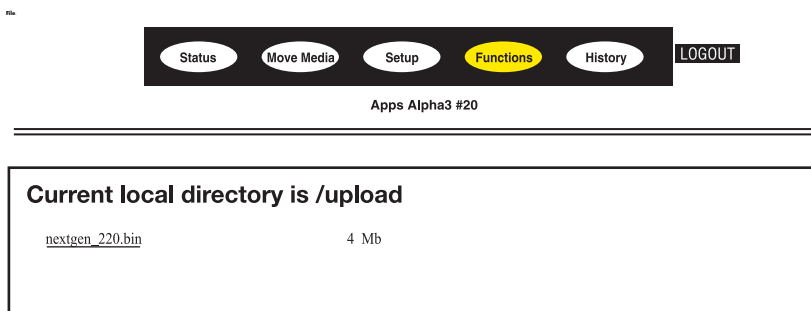 File
Status Move Media Setup Functions History LOGOUT
Apps Alpha3 #20
Current local directory is /upload
nextgen_220.bin 4 Mb